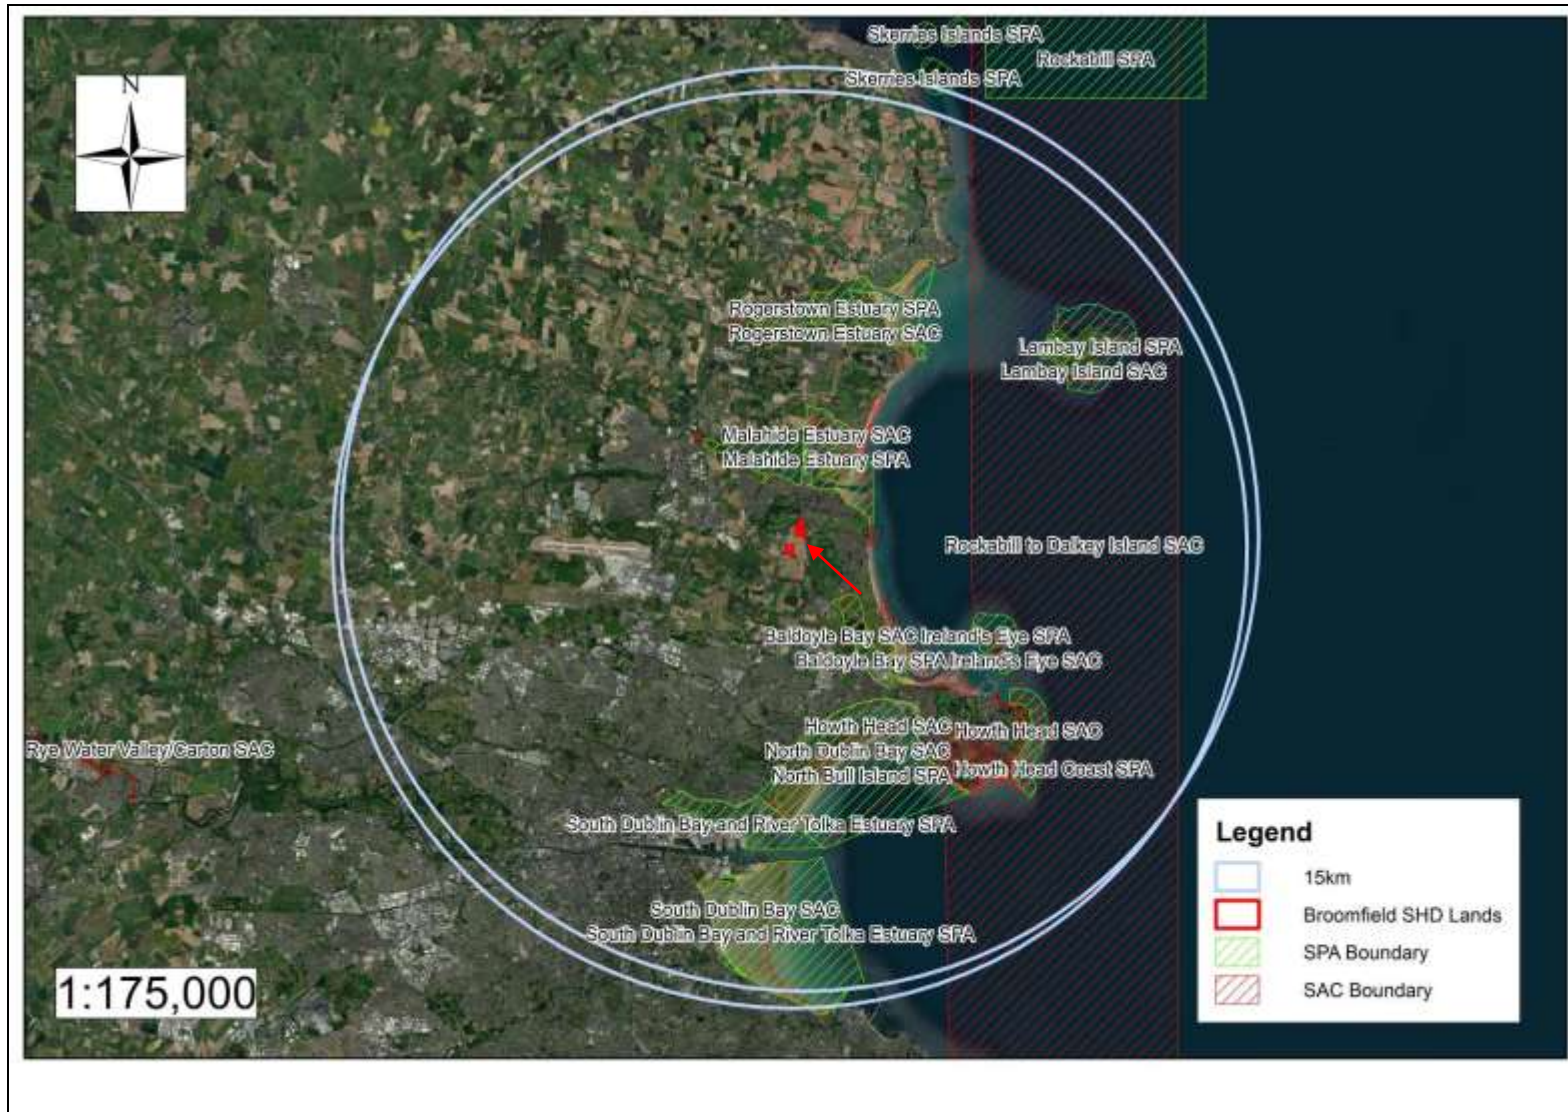 Skerries Islands SPA
Rockabill SPA
Skerries Islands SPA
N
Rogerstown Estuary SPA
Rogerstown Estuary SAC
Lambay Island SPA
Lambay Island SAC
Malahide Estuary SAC
Malahide Estuary SPA
Rockabill to Dalkey Island SAC
Baldoyle Bay SAC Ireland's Eye SPA
Baldoyle Bay SPA Ireland's Eye SAC
Howth Head SAC Howth Head SAC
Rye Water Valley/Carton SAC
North Dublin Bay SAC
North Bull Island SPA Howth Head Coast SPA
South Dublin Bay and River Tolka Estuary SPA
South Dublin Bay SAC
South Dublin Bay and River Tolka Estuary SPA
1:175,000
Legend
15km
Broomfield SHD Lands
SPA Boundary
SAC Boundary